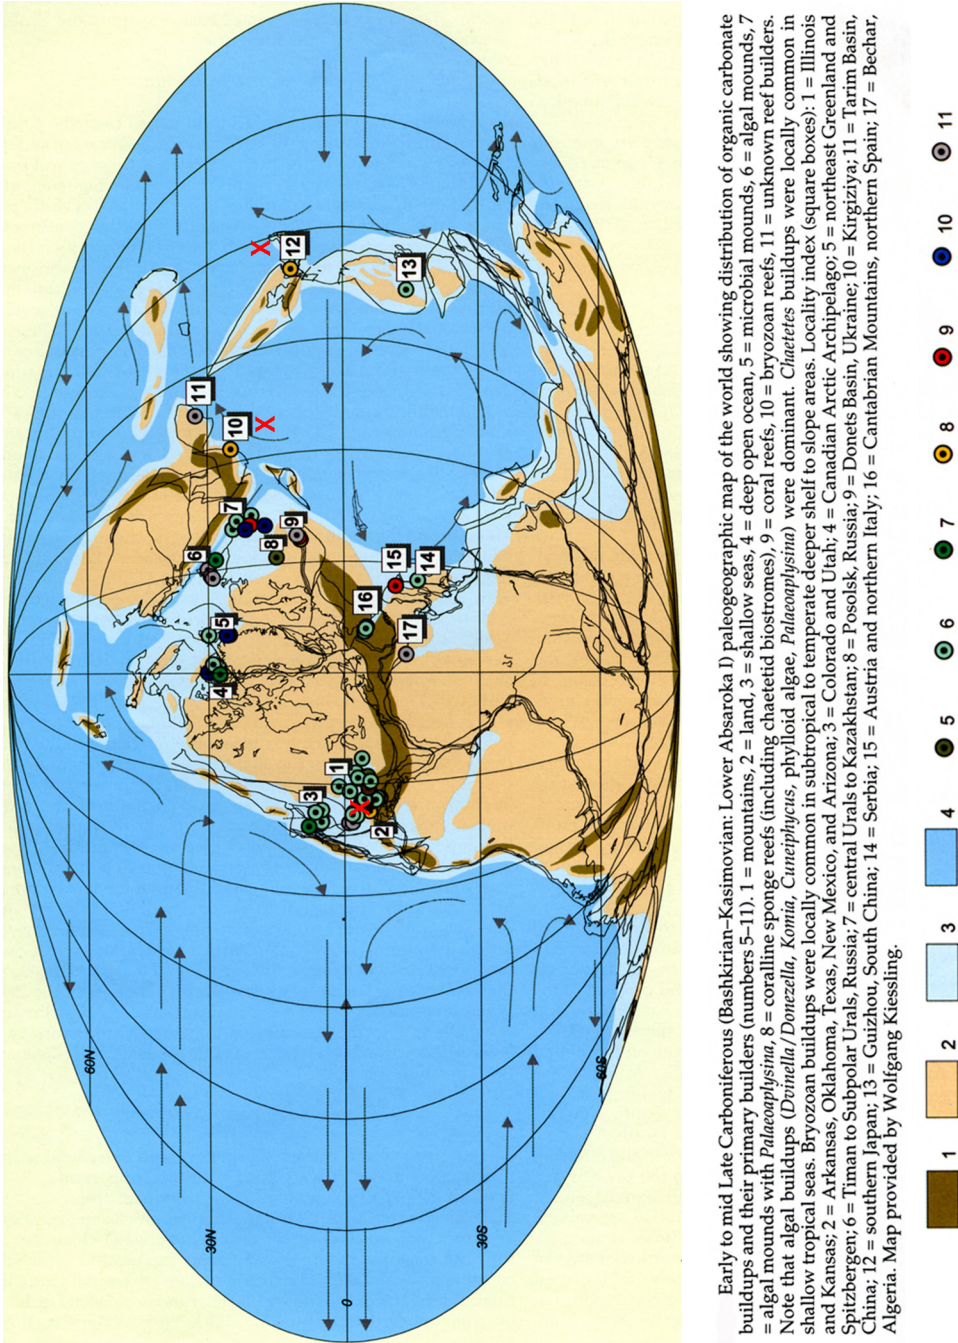 60N
30N
0
30S
60S
X
X
X
1
2
3
4
5
6
7
8
9
10
11
12
13
14
15
16
17
Early to mid Late Carboniferous (Bashkirian–Kasimovian: Lower Absaroka I) paleogeographic map of the world showing distribution of organic carbonate
buildups and their primary builders (numbers 5–11). 1 = mountains, 2 = land, 3 = shallow seas, 4 = deep open ocean, 5 = microbial mounds, 6 = algal mounds, 7
= algal mounds with Palaeoaplysina, 8 = coralline sponge reefs (including chaetetid biostromes), 9 = coral reefs, 10 = bryozoan reefs, 11 = unknown reef builders.
Note that algal buildups (Dvinella/Donezella, Komia, Cuneiphycus, phylloid algae, Palaeoaplysina) were dominant. Chaetetes buildups were locally common in
shallow tropical seas. Bryozoan buildups were locally common in subtropical to temperate deeper shelf to slope areas. Locality index (square boxes): 1 = Illinois
and Kansas; 2 = Arkansas, Oklahoma, Texas, New Mexico, and Arizona; 3 = Colorado and Utah; 4 = Canadian Arctic Archipelago; 5 = northeast Greenland and
Spitzbergen; 6 = Timan to Subpolar Urals, Russia; 7 = central Urals to Kazakhstan; 8 = Posolsk, Russia; 9 = Donets Basin, Ukraine; 10 = Kirgiziya; 11 = Tarim Basin,
China; 12 = southern Japan; 13 = Guizhou, South China; 14 = Serbia; 15 = Austria and northern Italy; 16 = Cantabrian Mountains, northern Spain; 17 = Bechar,
Algeria. Map provided by Wolfgang Kiessling.
1 2 3 4 5 6 7 8 9 10 11